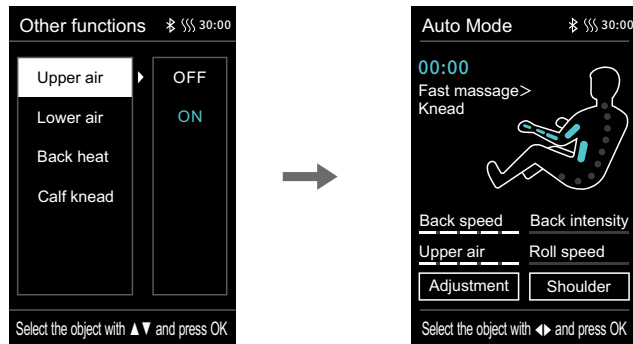 Other functions 30:00
Upper air
Lower air
Back heat
Calf knead
OFF
ON
Select the object with ▲▼ and press OK
Auto Mode 30:00
00:00
Fast massage>
Knead
Back speed Back intensity
Upper air Roll speed
Adjustment Shoulder
Select the object with ◀▶ and press OK